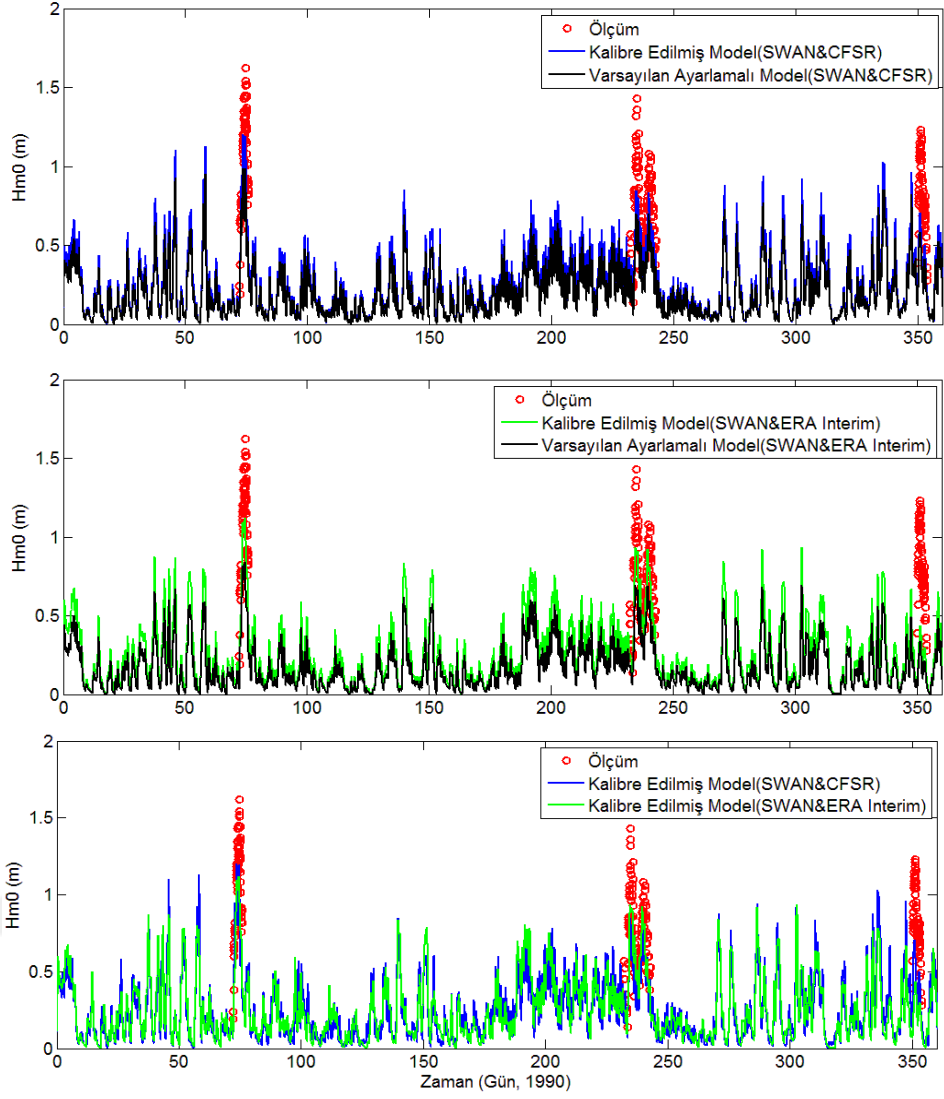 2
1.5
1
0.5
0
Hm0 (m)
Ölçüm
Kalibre Edilmiş Model(SWAN&CFSR)
Varsayılan Ayarlamalı Model(SWAN&CFSR)
0 50 100 150 200 250 300 350
2
1.5
1
0.5
0
Hm0 (m)
Ölçüm
Kalibre Edilmiş Model(SWAN&ERA Interim)
Varsayılan Ayarlamalı Model(SWAN&ERA Interim)
0 50 100 150 200 250 300 350
2
1.5
1
0.5
0
Hm0 (m)
Ölçüm
Kalibre Edilmiş Model(SWAN&CFSR)
Kalibre Edilmiş Model(SWAN&ERA Interim)
0 50 100 150 200 250 300 350
Zaman (Gün, 1990)